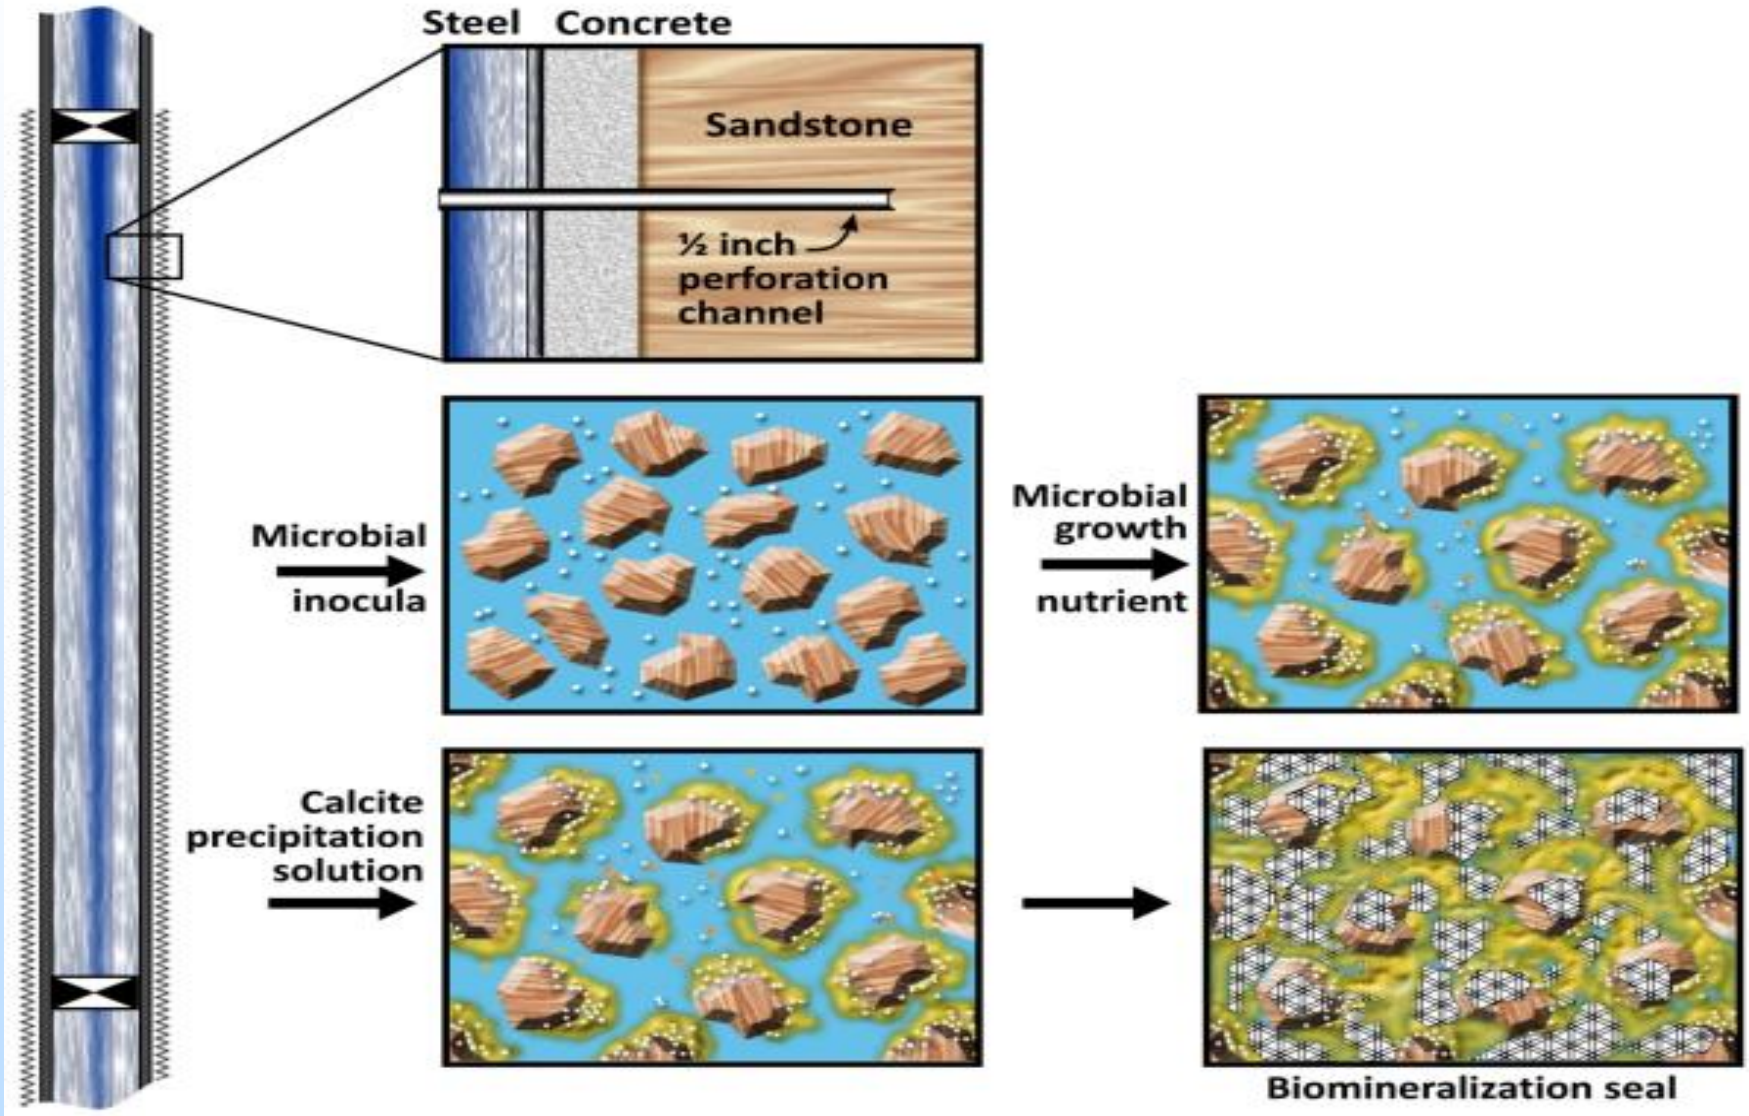 Steel Concrete
Sandstone
½ inch
perforation
channel
Microbial
inocula
Microbial
growth
nutrient
Calcite
precipitation
solution
Biomineralization seal